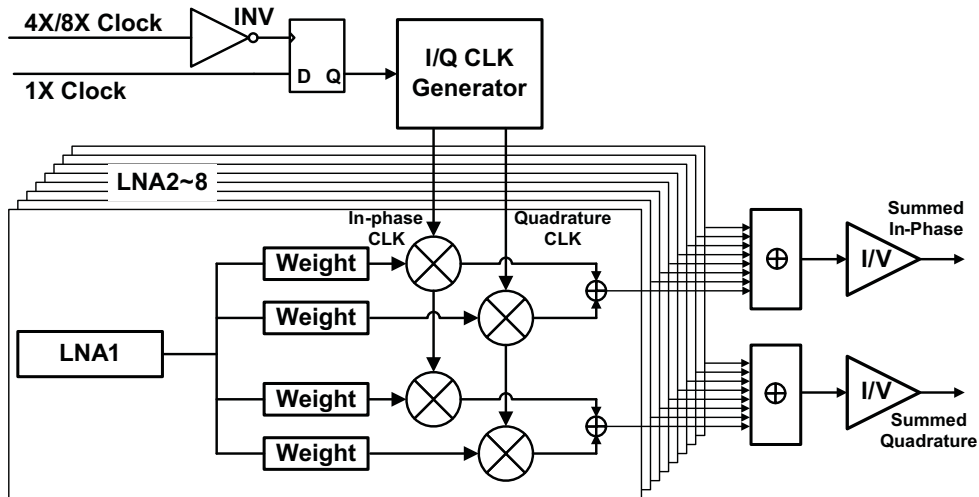 4X/8X Clock
INV
D Q
1X Clock
I/Q CLK
Generator
LNA2~8
In-phase
CLK
Quadrature
CLK
Weight
Weight
LNA1
Weight
Weight
I/V
Summed
In-Phase
I/V
Summed
Quadrature